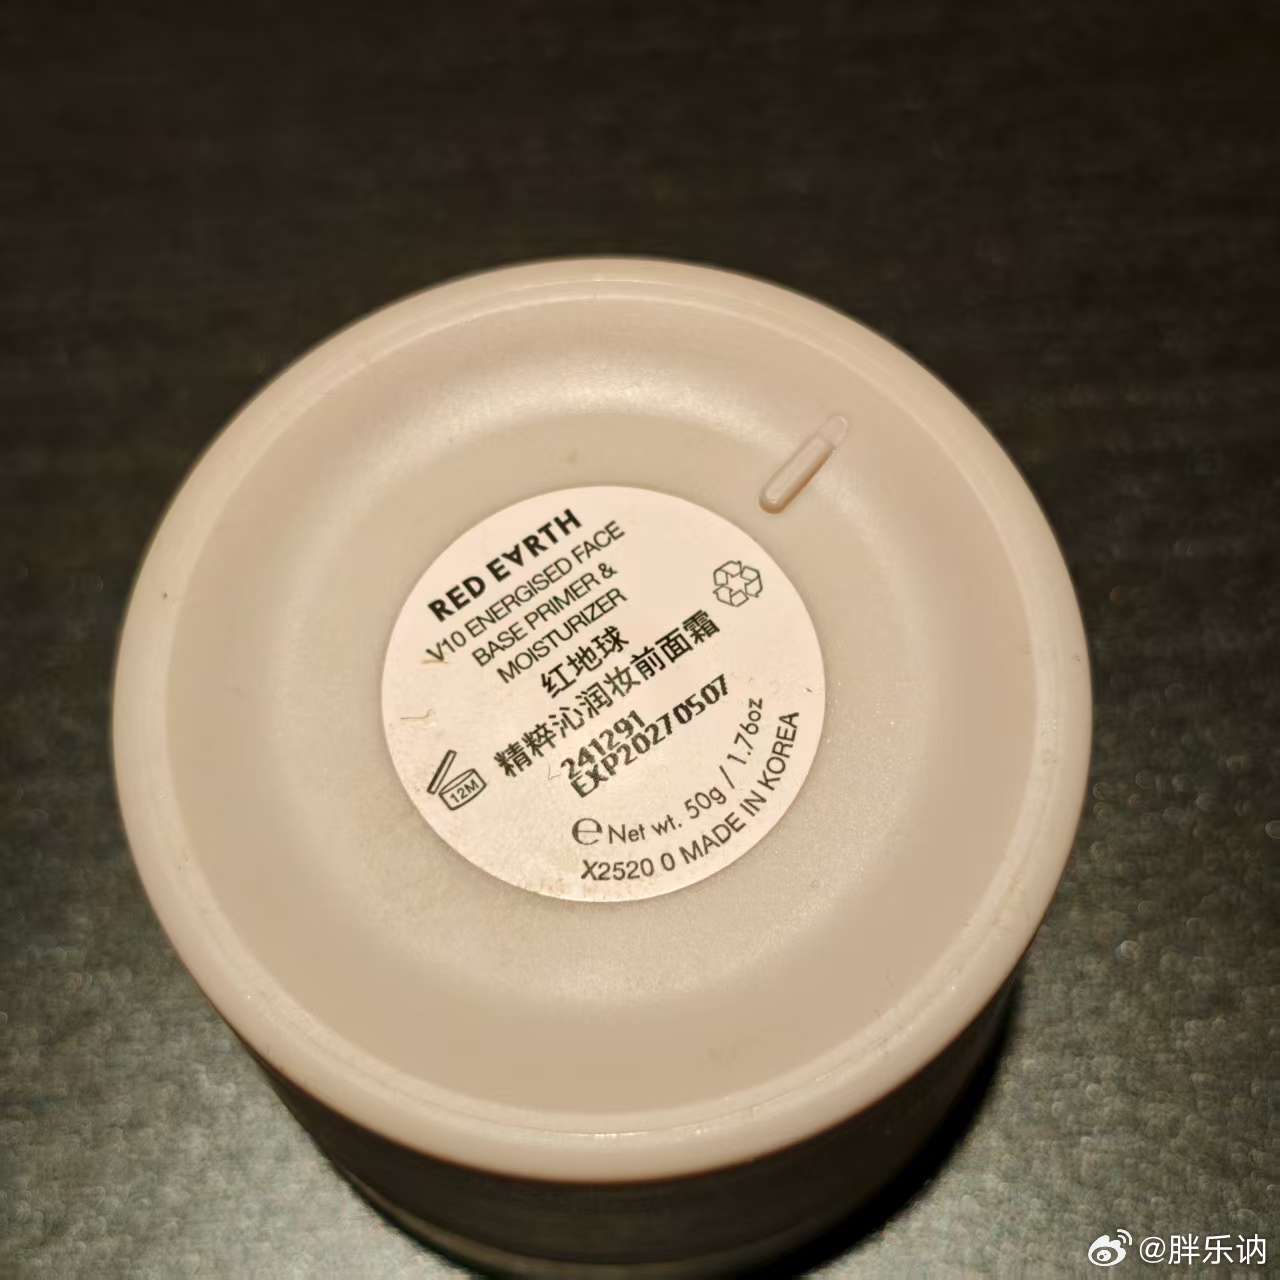 RED EɅRTH
V10 ENERGISED FACE
BASE PRIMER &
MOISTURIZER
红地球
精粹沁润妆前面霜
241291
EXP20270507
12M
e Net wt. 50g / 1.76oz
X2520 0 MADE IN KOREA
@胖乐讷